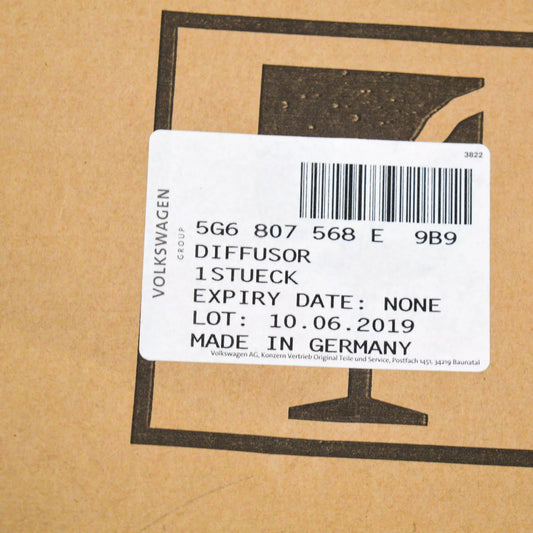 3822
VOLKSWAGEN
GROUP
5G6 807 568 E 9B9
DIFFUSOR
1STUECK
EXPIRY DATE: NONE
LOT: 10.06.2019
MADE IN GERMANY
Volkswagen AG, Konzern Vertrieb Original Teile und Service, Postfach 1451, 34219 Baunatal